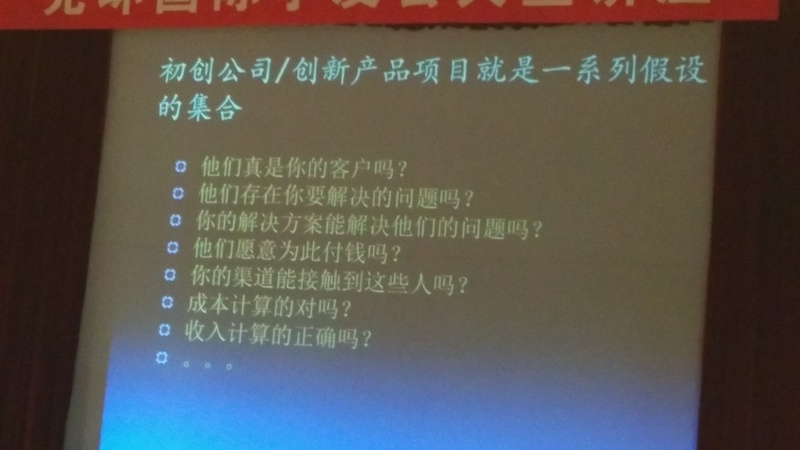 初创公司/创新产品项目就是一系列假设
的集合
他们真是你的客户吗?
他们存在你要解决的问题吗?
你的解决方案能解决他们的问题吗?
他们愿意为此付钱吗?
你的渠道能接触到这些人吗?
成本计算的对吗?
收入计算的正确吗?
。。。